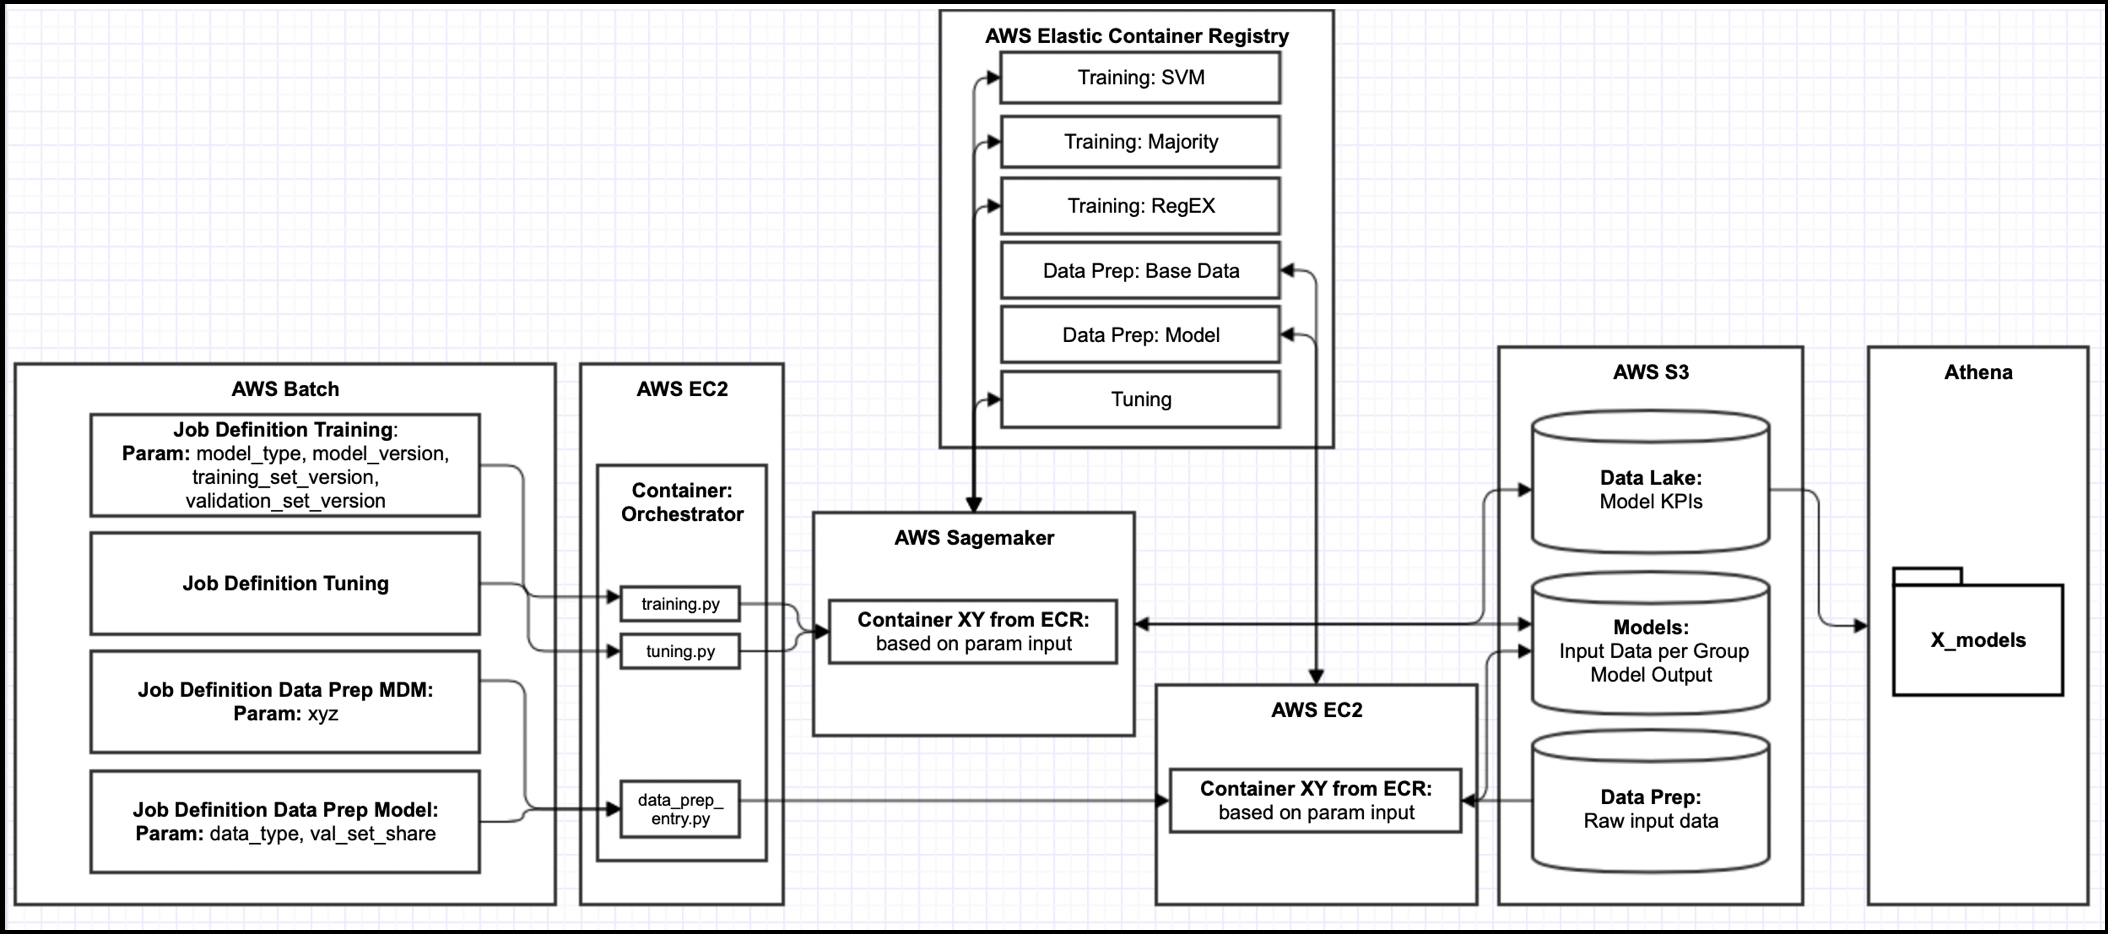 AWS Elastic Container Registry
Training: SVM
Training: Majority
Training: RegEX
Data Prep: Base Data
Data Prep: Model
Tuning
AWS Batch
Job Definition Training:
Param: model_type, model_version,
training_set_version,
validation_set_version
Job Definition Tuning
Job Definition Data Prep MDM:
Param: xyz
Job Definition Data Prep Model:
Param: data_type, val_set_share
AWS EC2
Container:
Orchestrator
training.py
tuning.py
data_prep_
entry.py
AWS Sagemaker
Container XY from ECR:
based on param input
AWS EC2
Container XY from ECR:
based on param input
AWS S3
Data Lake:
Model KPIs
Models:
Input Data per Group
Model Output
Data Prep:
Raw input data
Athena
X_models